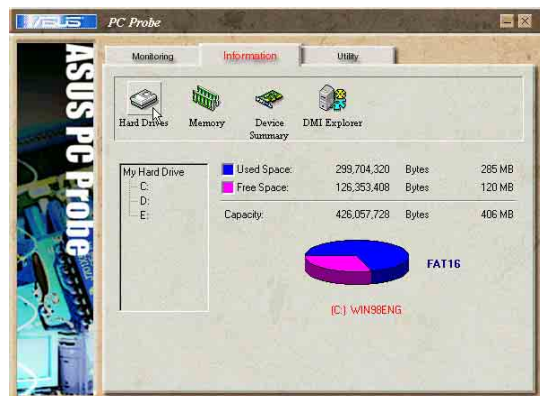 ASUS PC Probe
Monitoring Information Utility
Hard Drives Memory Device Summary DMI Explorer
My Hard Drive
C:
D:
E:
Used Space: 299,704,320 Bytes 285 MB
Free Space: 126,353,408 Bytes 120 MB
Capacity: 426,057,728 Bytes 406 MB
FAT16
(C:) WIN98ENG
ASUS PC Probe